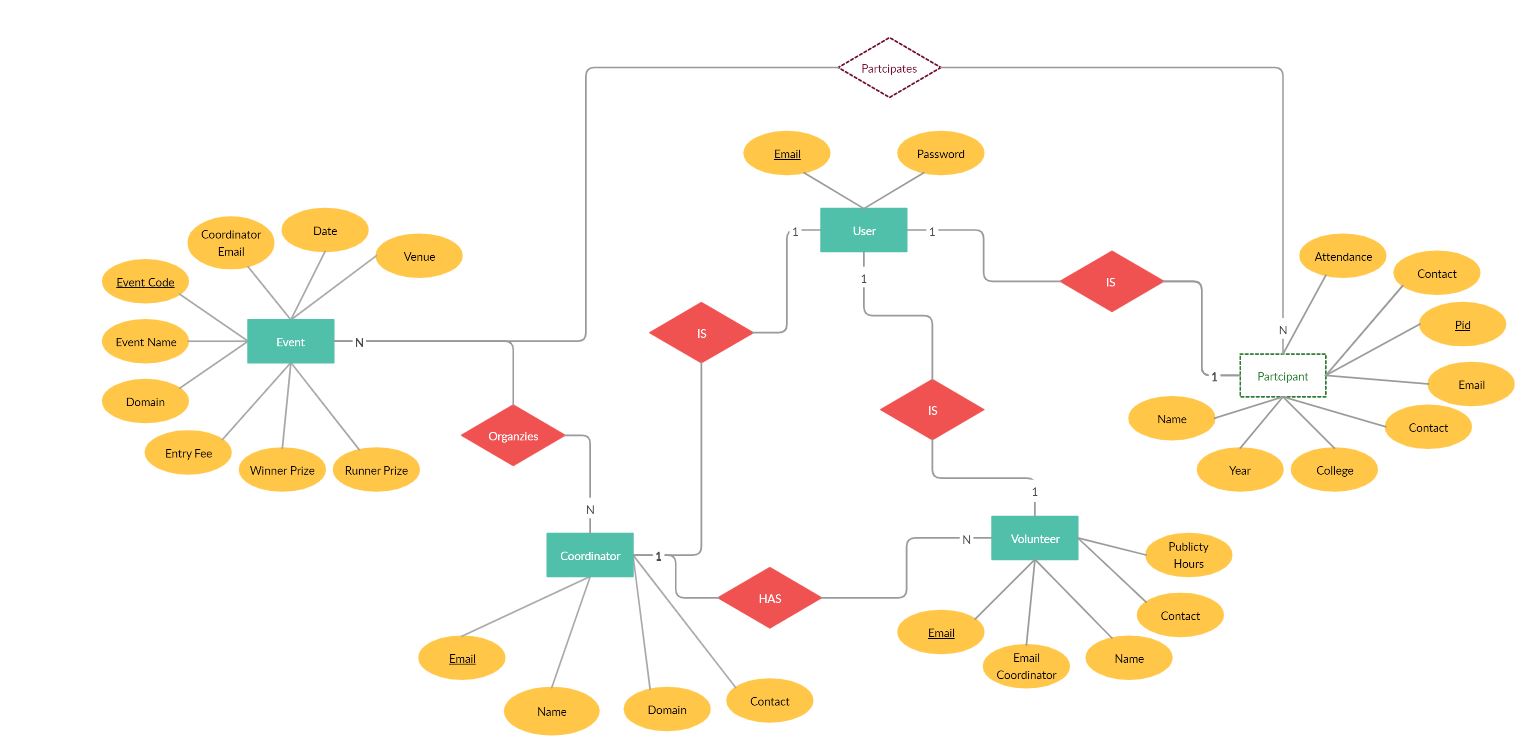 Partcipates
Email
Password
User
1
1
1
Coordinator
Email
Date
Venue
Event Code
Event Name
Domain
Entry Fee
Winner Prize
Runner Prize
Event
N
IS
IS
IS
Attendance
Contact
Pid
Email
Contact
College
Year
Name
Partcipant
N
1
Organzies
N
Coordinator
1
HAS
N
1
Volunteer
Publicty
Hours
Contact
Name
Email
Coordinator
Email
Email
Name
Domain
Contact